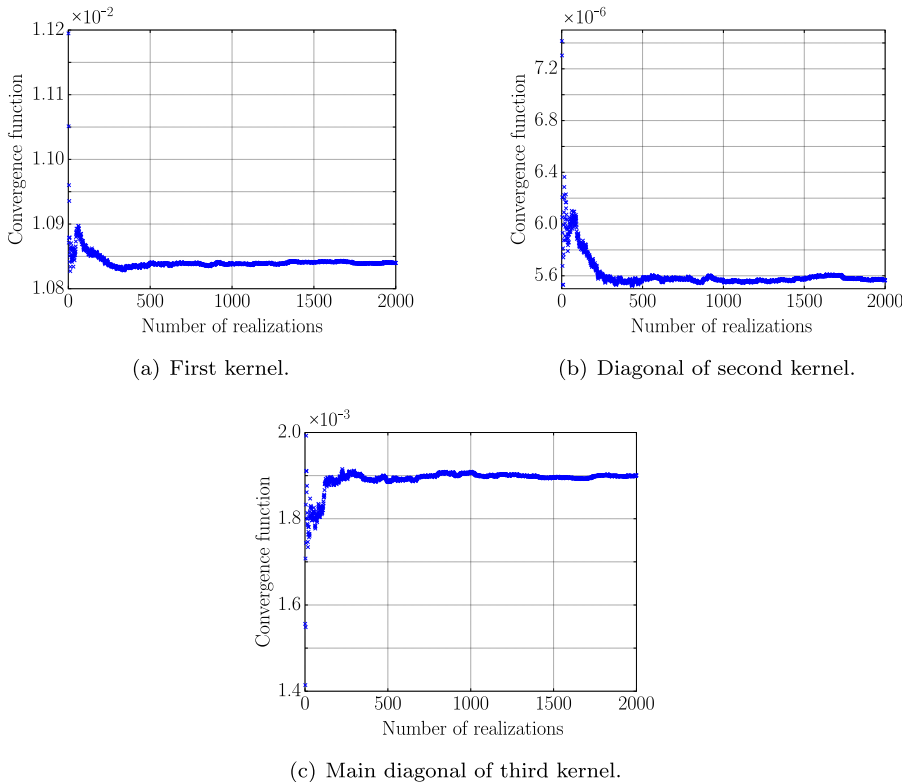 ×10⁻²
1.12
1.11
1.10
1.09
1.08
Convergence function
0 500 1000 1500 2000
Number of realizations
(a) First kernel.
×10⁻⁶
7.2
6.8
6.4
6.0
5.6
Convergence function
0 500 1000 1500 2000
Number of realizations
(b) Diagonal of second kernel.
×10⁻³
2.0
1.8
1.6
1.4
Convergence function
0 500 1000 1500 2000
Number of realizations
(c) Main diagonal of third kernel.